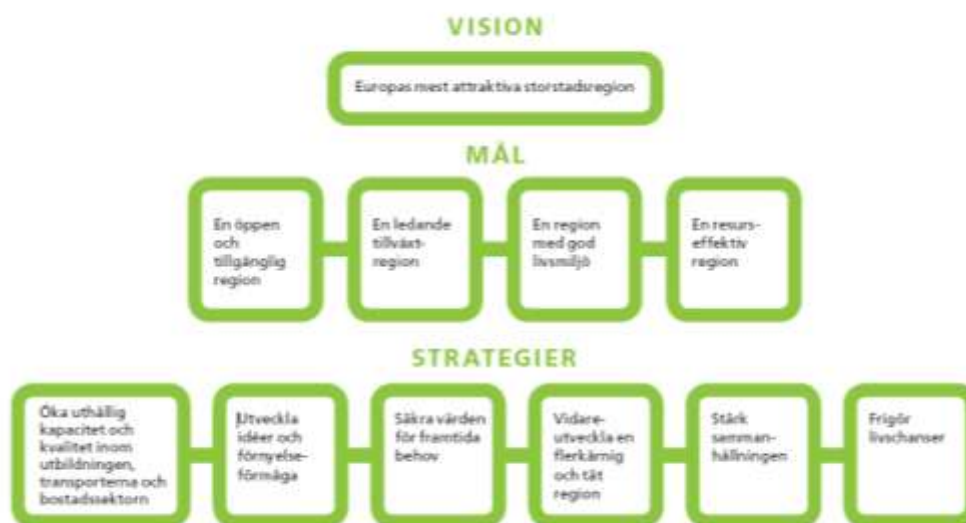 VISION
Europas mest attraktiva storstadsregion
MÅL
En öppen
och
tillgänglig
region
En ledande
tillväxt-
region
En region
med god
livsmiljö
En resurs-
effektiv
region
STRATEGIER
Öka uthållig
kapacitet och
kvalitet inom
utbildningen,
transporterna och
bostadssektorn
Utveckla
idéer och
förnyelse-
förmåga
Säkra värden
för framtida
behov
Vidare-
utveckla en
flerkärnig
och tät
region
Stärk
samman-
hållningen
Frigör
livschanser